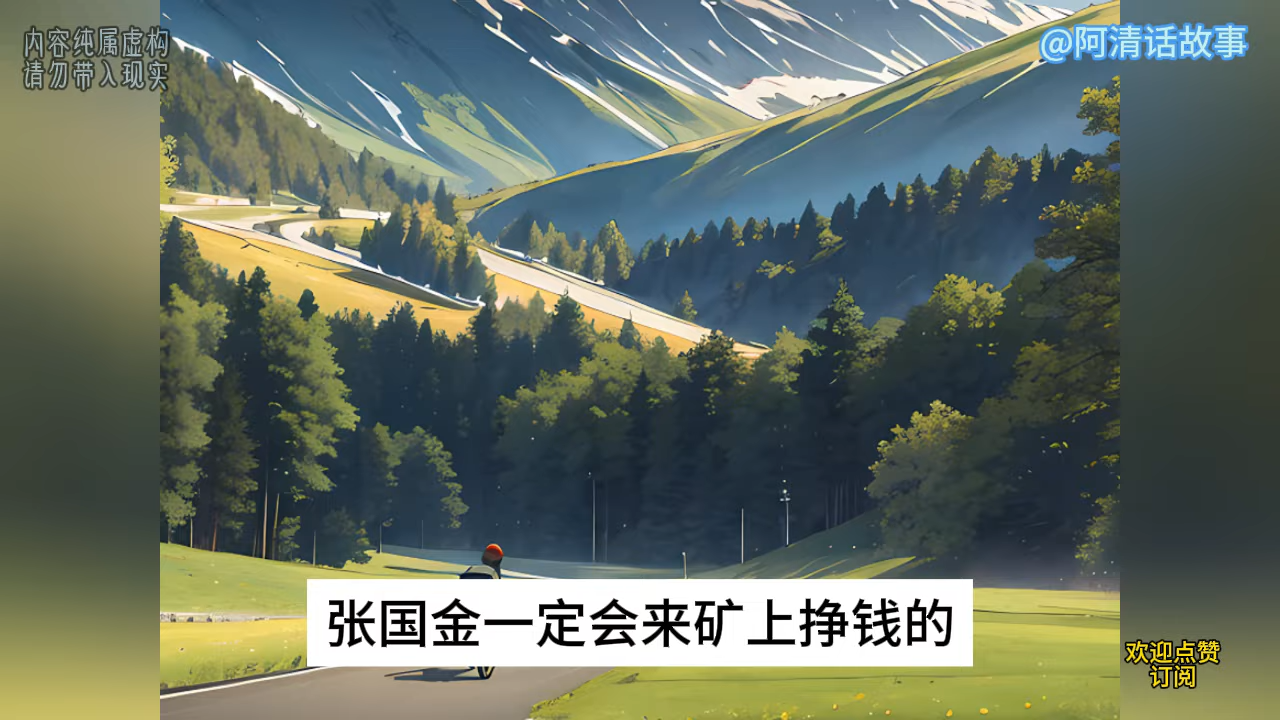 内容纯属虚构
请勿带入现实
@阿清话故事
张国金一定会来矿上挣钱的
欢迎点赞
订阅